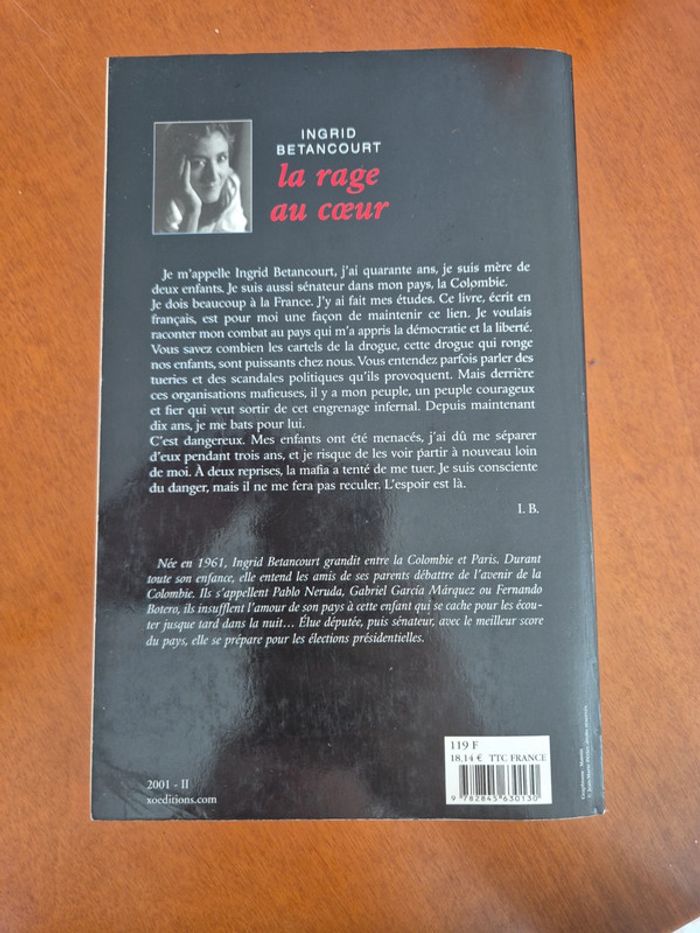 INGRID
BETANCOURT
la rage
au cœur
Je m'appelle Ingrid Betancourt, j'ai quarante ans, je suis mère de
deux enfants. Je suis aussi sénateur dans mon pays, la Colombie.
Je dois beaucoup à la France. J'y ai fait mes études. Ce livre, écrit en
français, est pour moi une façon de maintenir ce lien. Je voulais
raconter mon combat au pays qui m'a appris la démocratie et la liberté.
Vous savez combien les cartels de la drogue, cette drogue qui ronge
nos enfants, sont puissants chez nous. Vous entendez parfois parler des
tueries et des scandales politiques qu'ils provoquent. Mais derrière
ces organisations mafieuses, il y a mon peuple, un peuple courageux
et fier qui veut sortir de cet engrenage infernal. Depuis maintenant
dix ans, je me bats pour lui.
C'est dangereux. Mes enfants ont été menacés, j'ai dû me séparer
d'eux pendant trois ans, et je risque de les voir partir à nouveau loin
de moi. À deux reprises, la mafia a tenté de me tuer. Je suis consciente
du danger, mais il ne me fera pas reculer. L'espoir est là.
I. B.
Née en 1961, Ingrid Betancourt grandit entre la Colombie et Paris. Durant
toute son enfance, elle entend les amis de ses parents débattre de l'avenir de la
Colombie. Ils s'appellent Pablo Neruda, Gabriel García Márquez ou Fernando
Botero, ils insufflent l'amour de son pays à cette enfant qui se cache pour les écou-
ter jusque tard dans la nuit... Élue députée, puis sénateur, avec le meilleur score
du pays, elle se prépare pour les élections présidentielles.
119 F
18,14 € TTC FRANCE
9 782845 630130
2001 - II
xoeditions.com